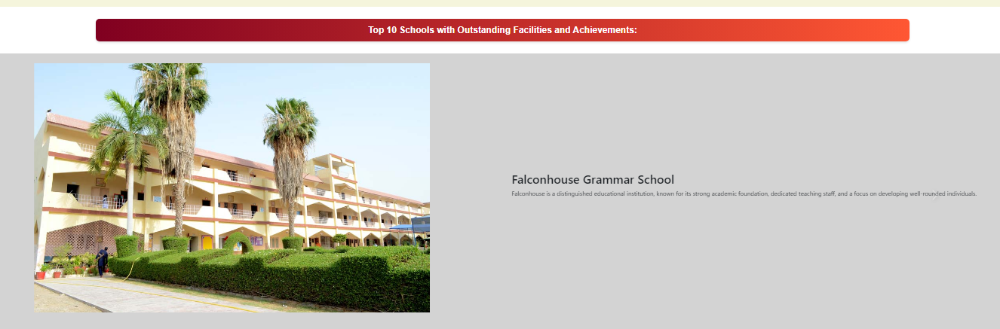 Top 10 Schools with Outstanding Facilities and Achievements:
Falconhouse Grammar School
Falconhouse is a distinguished educational institution, known for its strong academic foundation, dedicated teaching staff, and a focus on developing well-rounded individuals.